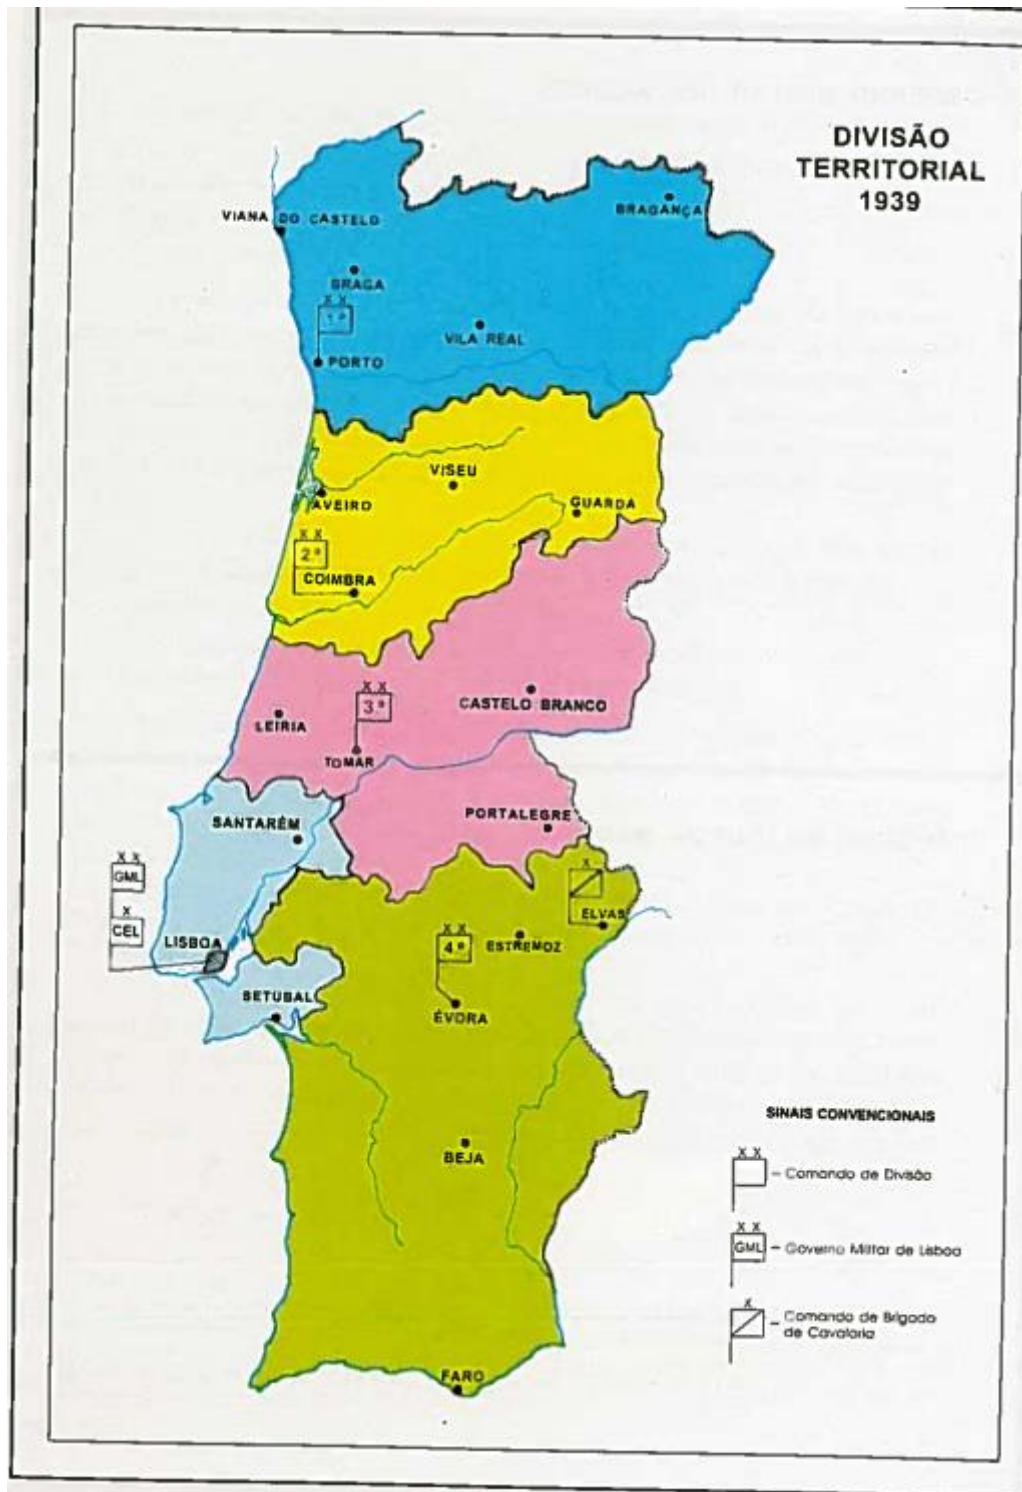 DIVISÃO
TERRITORIAL
1939
BRAGANÇA
VIANA DO CASTELO
BRAGA
X X
1.ª
VILA REAL
PORTO
VISEU
AVEIRO
GUARDA
X X
2.ª
COIMBRA
X X
3.ª
CASTELO BRANCO
LEIRIA
TOMAR
SANTARÉM
PORTALEGRE
X X
GML
X
CEL
X
ELVAS
LISBOA
X X
4.ª
ESTREMOZ
SETUBAL
ÉVORA
BEJA
FARO
SINAIS CONVENCIONAIS
X X
– Comando de Divisão
X X
GML – Governo Militar de Lisboa
X
– Comando de Brigada
de Cavalaria